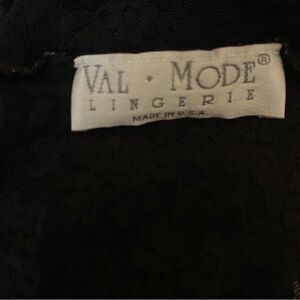 VAL · MODE®
LINGERIE
MADE IN U.S.A.